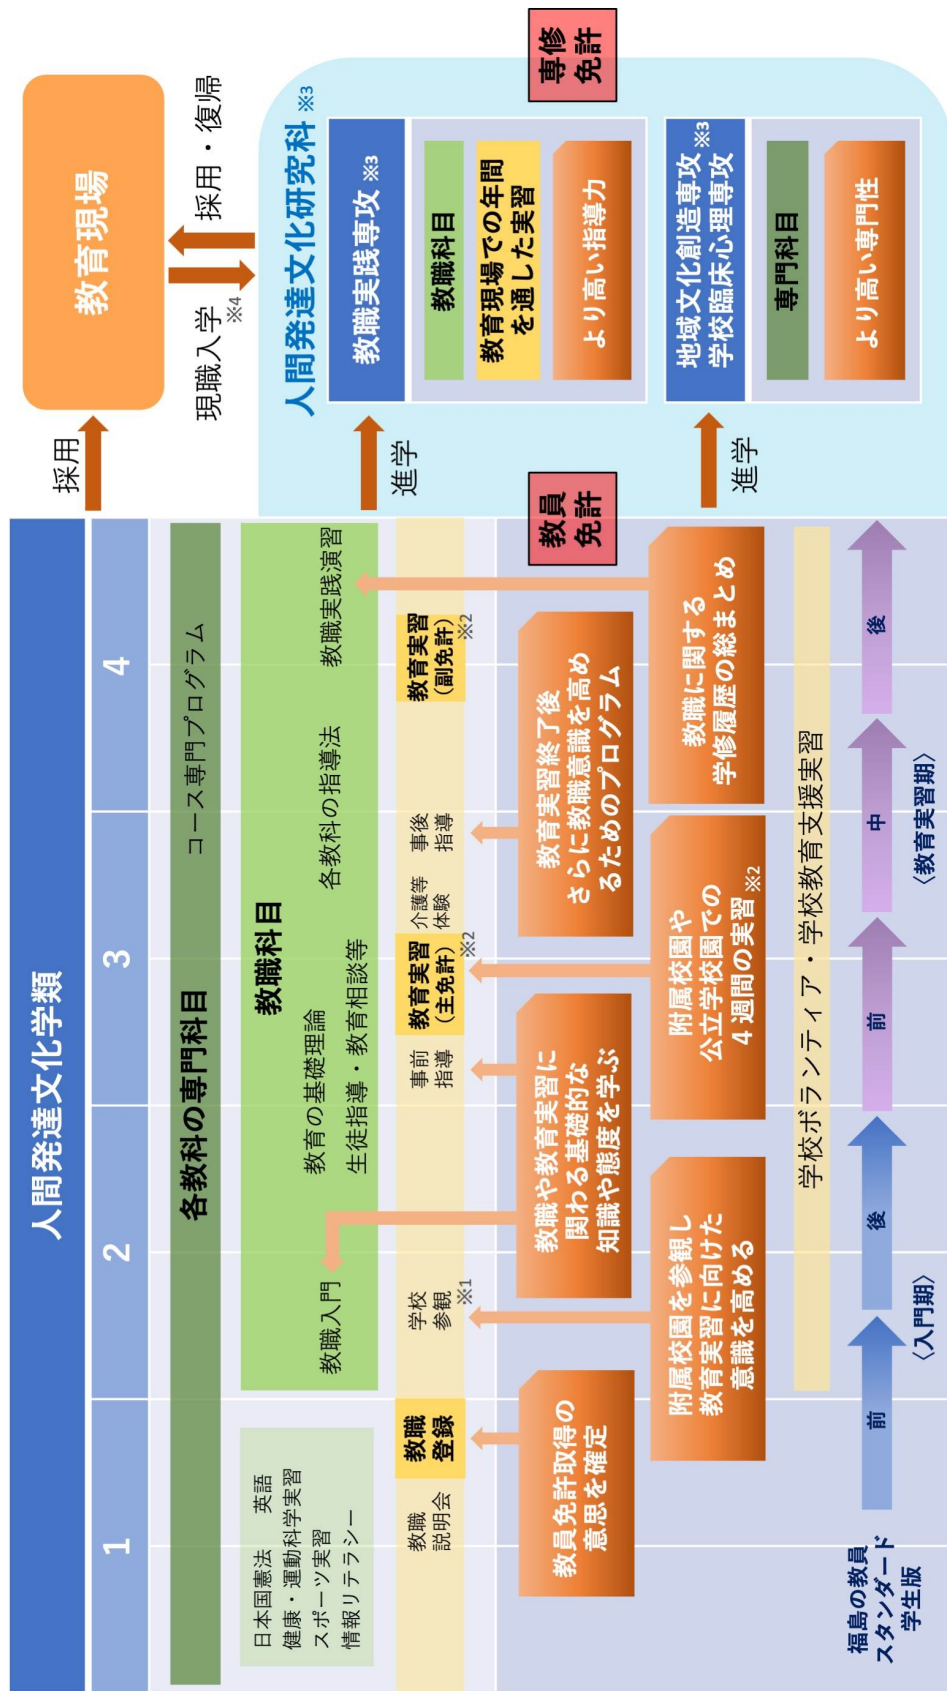 人間発達文化学類
1
2
3
4
各教科の専門科目
コース専門プログラム
日本国憲法 英語
健康・運動科学実習
スポーツ実習
情報リテラシー
教職科目
教職入門
教育の基礎理論
生徒指導・教育相談等
各教科の指導法
教職実践演習
教職
説明会
教職
登録
学校
参観
※1
事前
指導
教育実習
(主免許)
※2
介護等
体験
事後
指導
教育実習
(副免許)
※2
教員免許取得の
意思を確定
教職や教育実習に
関わる基礎的な
知識や態度を学ぶ
教育実習終了後
さらに教職意識を高め
るためのプログラム
附属校園を参観し
教育実習に向けた
意識を高める
附属校園や
公立学校園での
4週間の実習※2
教職に関する
学修履歴の総まとめ
学校ボランティア・学校教育支援実習
福島の教員
スタンダード
学生版
前
後
前
中
後
〈入門期〉
〈教育実習期〉
教員
免許
採用
進学
進学
教育現場
現職入学
※4
採用・復帰
人間発達文化研究科※3
教職実践専攻※3
教職科目
教育現場での年間
を通した実習
より高い指導力
地域文化創造専攻※3
学校臨床心理専攻
専門科目
より高い専門性
専修
免許